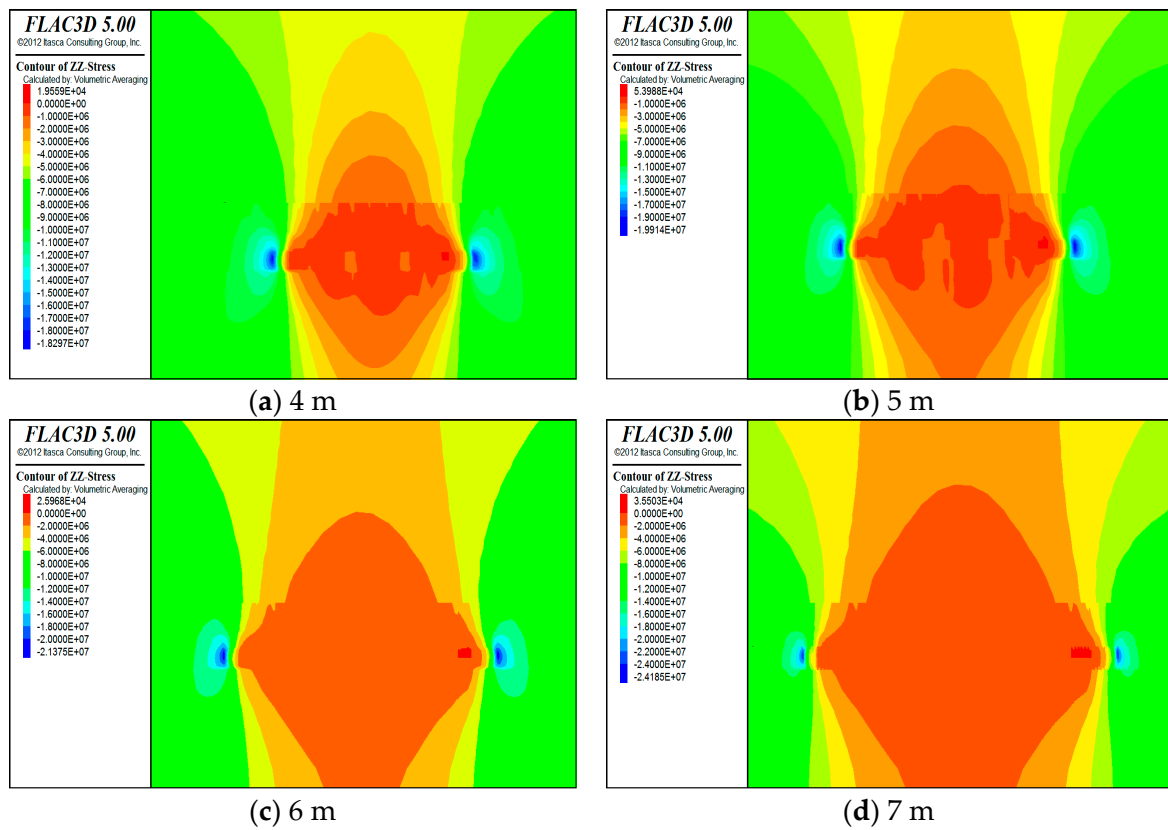 FLAC3D 5.00
©2012 Itasca Consulting Group, Inc.
Contour of ZZ-Stress
Calculated by: Volumetric Averaging
1.9559E+04
0.0000E+00
-1.0000E+06
-2.0000E+06
-3.0000E+06
-4.0000E+06
-5.0000E+06
-6.0000E+06
-7.0000E+06
-8.0000E+06
-9.0000E+06
-1.0000E+07
-1.1000E+07
-1.2000E+07
-1.3000E+07
-1.4000E+07
-1.5000E+07
-1.6000E+07
-1.7000E+07
-1.8000E+07
-1.8297E+07
(a) 4 m
FLAC3D 5.00
©2012 Itasca Consulting Group, Inc.
Contour of ZZ-Stress
Calculated by: Volumetric Averaging
5.3988E+04
-1.0000E+06
-3.0000E+06
-5.0000E+06
-7.0000E+06
-9.0000E+06
-1.1000E+07
-1.3000E+07
-1.5000E+07
-1.7000E+07
-1.9000E+07
-1.9914E+07
(b) 5 m
FLAC3D 5.00
©2012 Itasca Consulting Group, Inc.
Contour of ZZ-Stress
Calculated by: Volumetric Averaging
2.5968E+04
0.0000E+00
-2.0000E+06
-4.0000E+06
-6.0000E+06
-8.0000E+06
-1.0000E+07
-1.2000E+07
-1.4000E+07
-1.6000E+07
-1.8000E+07
-2.0000E+07
-2.1375E+07
(c) 6 m
FLAC3D 5.00
©2012 Itasca Consulting Group, Inc.
Contour of ZZ-Stress
Calculated by: Volumetric Averaging
3.5503E+04
0.0000E+00
-2.0000E+06
-4.0000E+06
-6.0000E+06
-8.0000E+06
-1.0000E+07
-1.2000E+07
-1.4000E+07
-1.6000E+07
-1.8000E+07
-2.0000E+07
-2.2000E+07
-2.4000E+07
-2.4185E+07
(d) 7 m